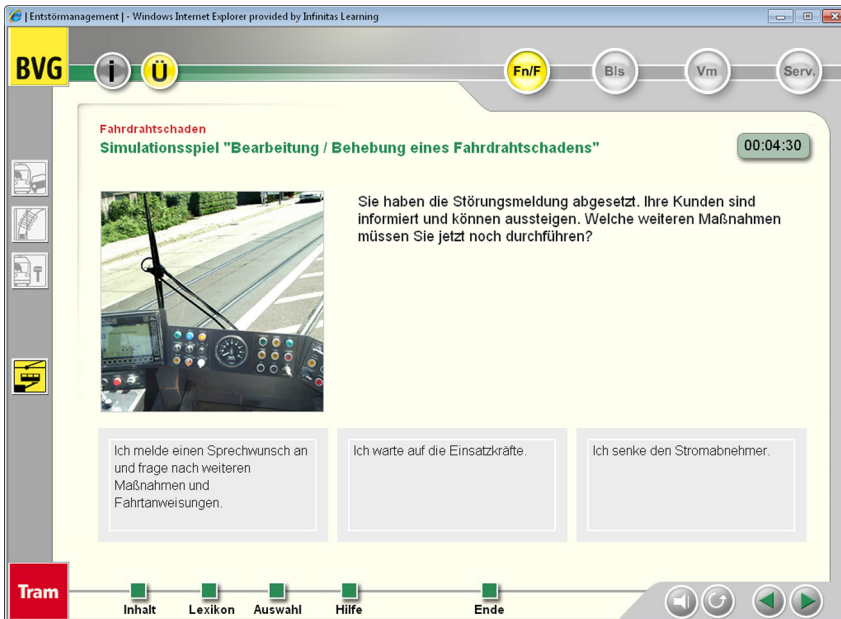 | Entstörmanagement | - Windows Internet Explorer provided by Infinitas Learning
BVG
i
Ü
Fn/F
Bls
Vm
Serv.
Fahrdrahtschaden
Simulationsspiel "Bearbeitung / Behebung eines Fahrdrahtschadens"
00:04:30
Sie haben die Störungsmeldung abgesetzt. Ihre Kunden sind
informiert und können aussteigen. Welche weiteren Maßnahmen
müssen Sie jetzt noch durchführen?
Ich melde einen Sprechwunsch an
und frage nach weiteren
Maßnahmen und
Fahrtanweisungen.
Ich warte auf die Einsatzkräfte.
Ich senke den Stromabnehmer.
Tram
Inhalt
Lexikon
Auswahl
Hilfe
Ende